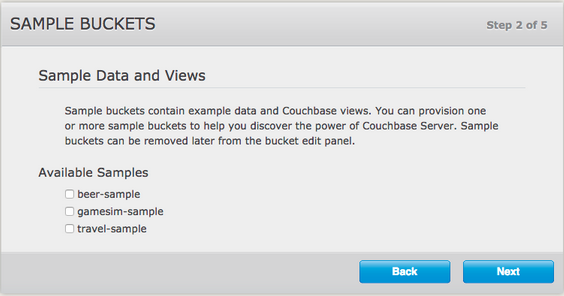 SAMPLE BUCKETS
Step 2 of 5
Sample Data and Views
Sample buckets contain example data and Couchbase views. You can provision one
or more sample buckets to help you discover the power of Couchbase Server. Sample
buckets can be removed later from the bucket edit panel.
Available Samples
beer-sample
gamesim-sample
travel-sample
Back
Next